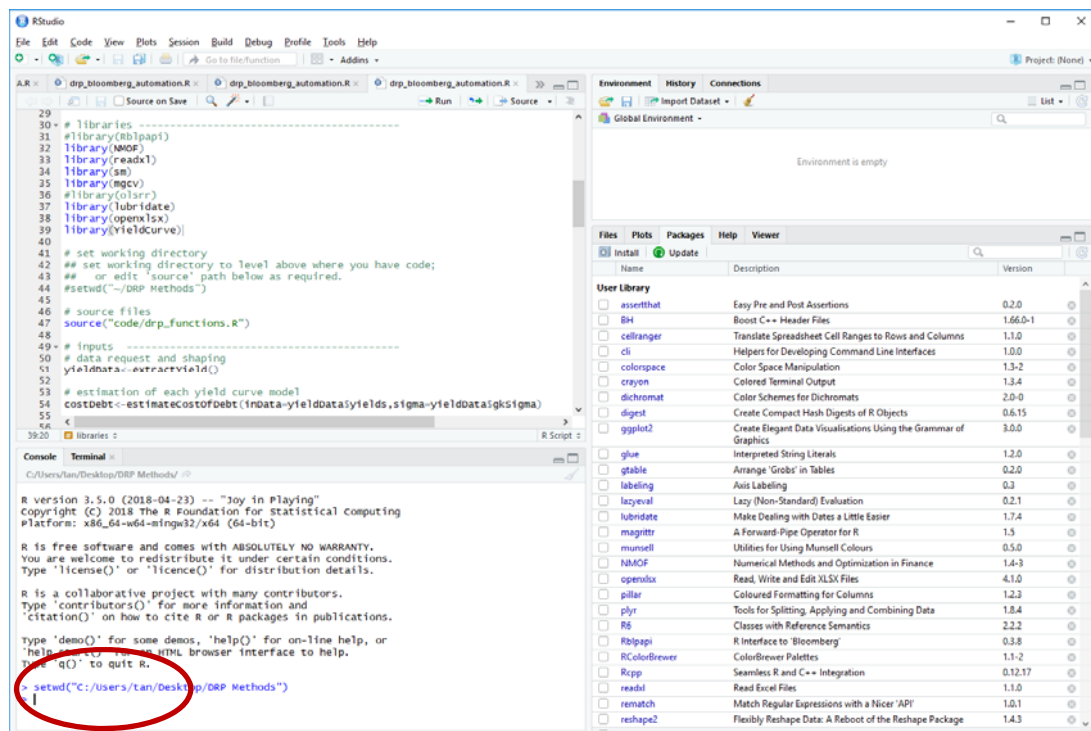 RStudio
File Edit Code View Plots Session Build Debug Profile Tools Help
Go to file/function Addins
Project: (None)
A.R drp_bloomberg_automation.R drp_bloomberg_automation.R drp_bloomberg_automation.R
Source on Save Run Source
29
30 # libraries --------------------------------------------
31 #library(Rblpapi)
32 library(NMOF)
33 library(readxl)
34 library(sm)
35 library(mgcv)
36 #library(olsrr)
37 library(lubridate)
38 library(openxlsx)
39 library(YieldCurve)
40
41 # set working directory
42 ## set working directory to level above where you have code;
43 ##   or edit 'source' path below as required.
44 #setwd("~/DRP Methods")
45
46 # source files
47 source("code/drp_functions.R")
48
49 # inputs ----------------------------------------------
50 # data request and shaping
51 yieldData<-extractYield()
52
53 # estimation of each yield curve model
54 costDebt<-estimateCostOfDebt(inData=yieldData$yields,sigma=yieldData$gkSigma)
55
56
39:20 libraries R Script
Console Terminal
C:/Users/tan/Desktop/DRP Methods/
R version 3.5.0 (2018-04-23) -- "Joy in Playing"
Copyright (C) 2018 The R Foundation for Statistical Computing
Platform: x86_64-w64-mingw32/x64 (64-bit)
R is free software and comes with ABSOLUTELY NO WARRANTY.
You are welcome to redistribute it under certain conditions.
Type 'license()' or 'licence()' for distribution details.
R is a collaborative project with many contributors.
Type 'contributors()' for more information and
'citation()' on how to cite R or R packages in publications.
Type 'demo()' for some demos, 'help()' for on-line help, or
'help.start()' for an HTML browser interface to help.
Type 'q()' to quit R.
> setwd("C:/Users/tan/Desktop/DRP Methods")
>
Environment History Connections
Import Dataset List
Global Environment
Environment is empty
Files Plots Packages Help Viewer
Install Update
Name Description Version
User Library
assertthat Easy Pre and Post Assertions 0.2.0
BH Boost C++ Header Files 1.66.0-1
cellranger Translate Spreadsheet Cell Ranges to Rows and Columns 1.1.0
cli Helpers for Developing Command Line Interfaces 1.0.0
colorspace Color Space Manipulation 1.3-2
crayon Colored Terminal Output 1.3.4
dichromat Color Schemes for Dichromats 2.0-0
digest Create Compact Hash Digests of R Objects 0.6.15
ggplot2 Create Elegant Data Visualisations Using the Grammar of 3.0.0
Graphics
glue Interpreted String Literals 1.2.0
gtable Arrange 'Grobs' in Tables 0.2.0
labeling Axis Labeling 0.3
lazyeval Lazy (Non-Standard) Evaluation 0.2.1
lubridate Make Dealing with Dates a Little Easier 1.7.4
magrittr A Forward-Pipe Operator for R 1.5
munsell Utilities for Using Munsell Colours 0.5.0
NMOF Numerical Methods and Optimization in Finance 1.4-3
openxlsx Read, Write and Edit XLSX Files 4.1.0
pillar Coloured Formatting for Columns 1.2.3
plyr Tools for Splitting, Applying and Combining Data 1.8.4
R6 Classes with Reference Semantics 2.2.2
Rblpapi R Interface to 'Bloomberg' 0.3.8
RColorBrewer ColorBrewer Palettes 1.1-2
Rcpp Seamless R and C++ Integration 0.12.17
readxl Read Excel Files 1.1.0
rematch Match Regular Expressions with a Nicer 'API' 1.0.1
reshape2 Flexibly Reshape Data: A Reboot of the Reshape Package 1.4.3